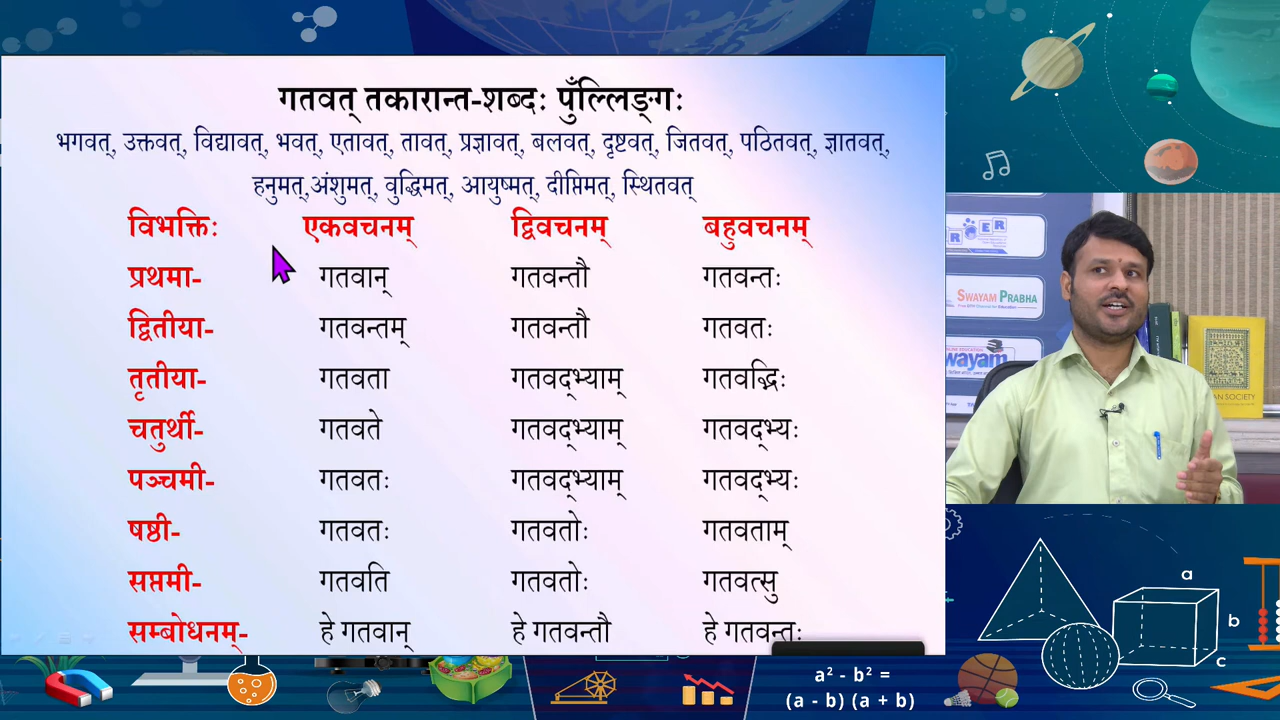 गतवत् तकारान्त-शब्दः पुँल्लिङ्गः
भगवत्, उक्तवत्, विद्यावत्, भवत्, एतावत्, तावत्, प्रज्ञावत्, बलवत्, दृष्टवत्, जितवत्, पठितवत्, ज्ञातवत्,
हनुमत्,अंशुमत्, वुद्धिमत्, आयुष्मत्, दीप्तिमत्, स्थितवत्
विभक्तिः एकवचनम् द्विवचनम् बहुवचनम्
प्रथमा- गतवान् गतवन्तौ गतवन्तः
द्वितीया- गतवन्तम् गतवन्तौ गतवतः
तृतीया- गतवता गतवद्भ्याम् गतवद्भिः
चतुर्थी- गतवते गतवद्भ्याम् गतवद्भ्यः
पञ्चमी- गतवतः गतवद्भ्याम् गतवद्भ्यः
षष्ठी- गतवतः गतवतोः गतवताम्
सप्तमी- गतवति गतवतोः गतवत्सु
सम्बोधनम्- हे गतवान् हे गतवन्तौ हे गतवन्तः
SWAYAM PRABHA
wayam
SOCIETY
a
b
c
a² - b² =
(a - b) (a + b)